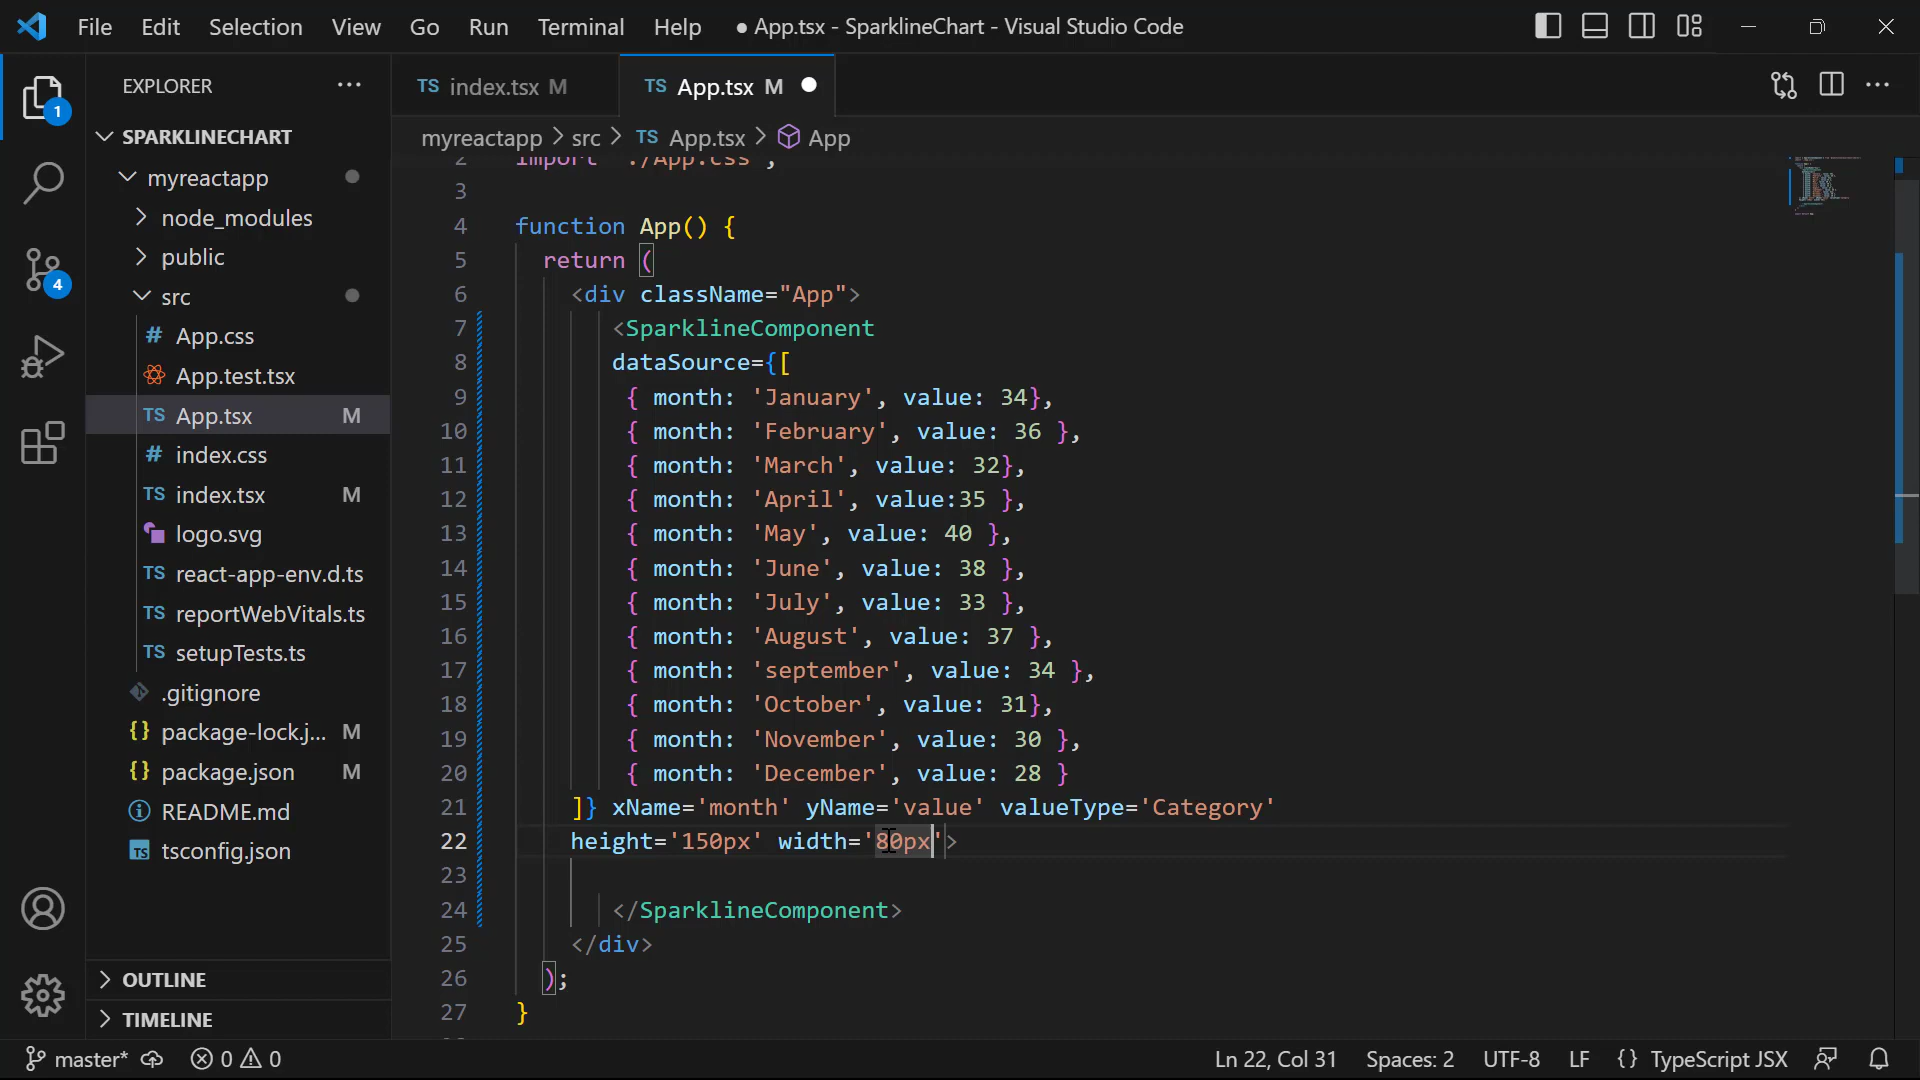 File Edit Selection View Go Run Terminal Help ● App.tsx - SparklineChart - Visual Studio Code
EXPLORER ...
TS index.tsx M TS App.tsx M
myreactapp > src > TS App.tsx > App
1
SPARKLINECHART
myreactapp
node_modules
public
4
src
# App.css
App.test.tsx
TS App.tsx M
# index.css
TS index.tsx M
logo.svg
TS react-app-env.d.ts
TS reportWebVitals.ts
TS setupTests.ts
.gitignore
{} package-lock.j... M
{} package.json M
README.md
TS tsconfig.json
OUTLINE
TIMELINE
2 import './App.css';
3
4 function App() {
5 return (
6 <div className="App">
7 <SparklineComponent
8 dataSource={[
9 { month: 'January', value: 34},
10 { month: 'February', value: 36 },
11 { month: 'March', value: 32},
12 { month: 'April', value:35 },
13 { month: 'May', value: 40 },
14 { month: 'June', value: 38 },
15 { month: 'July', value: 33 },
16 { month: 'August', value: 37 },
17 { month: 'september', value: 34 },
18 { month: 'October', value: 31},
19 { month: 'November', value: 30 },
20 { month: 'December', value: 28 }
21 ]} xName='month' yName='value' valueType='Category'
22 height='150px' width='80px'>
23
24 </SparklineComponent>
25 </div>
26 );
27 }
master* 0 0 Ln 22, Col 31 Spaces: 2 UTF-8 LF {} TypeScript JSX